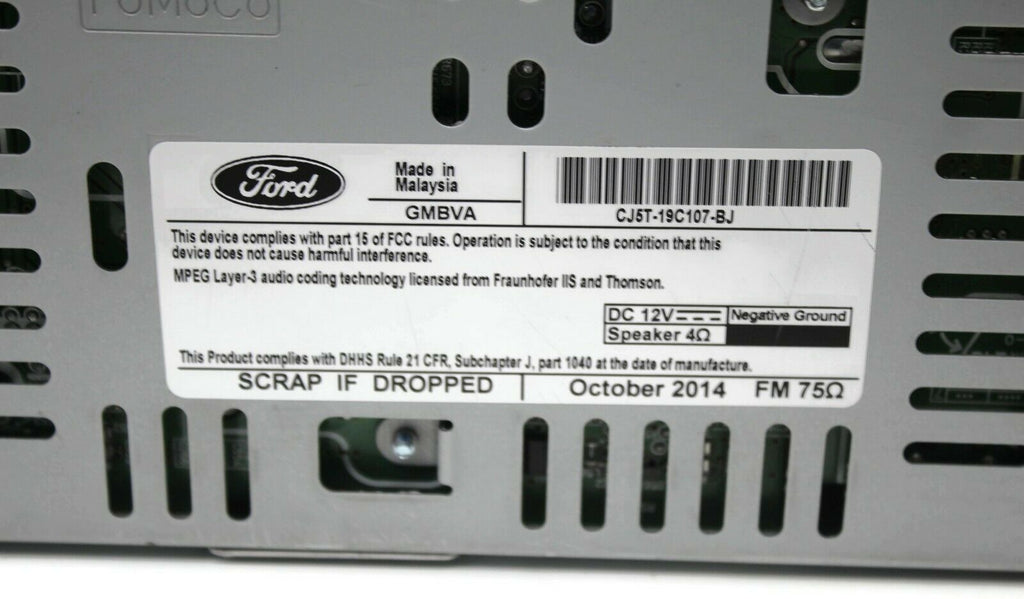 FoMoCo
Ford
Made in
Malaysia
GMBVA
CJ5T-19C107-BJ
This device complies with part 15 of FCC rules. Operation is subject to the condition that this
device does not cause harmful interference.
MPEG Layer-3 audio coding technology licensed from Fraunhofer IIS and Thomson.
DC 12V⎓ Negative Ground
Speaker 4Ω
This Product complies with DHHS Rule 21 CFR, Subchapter J, part 1040 at the date of manufacture.
SCRAP IF DROPPED October 2014 FM 75Ω